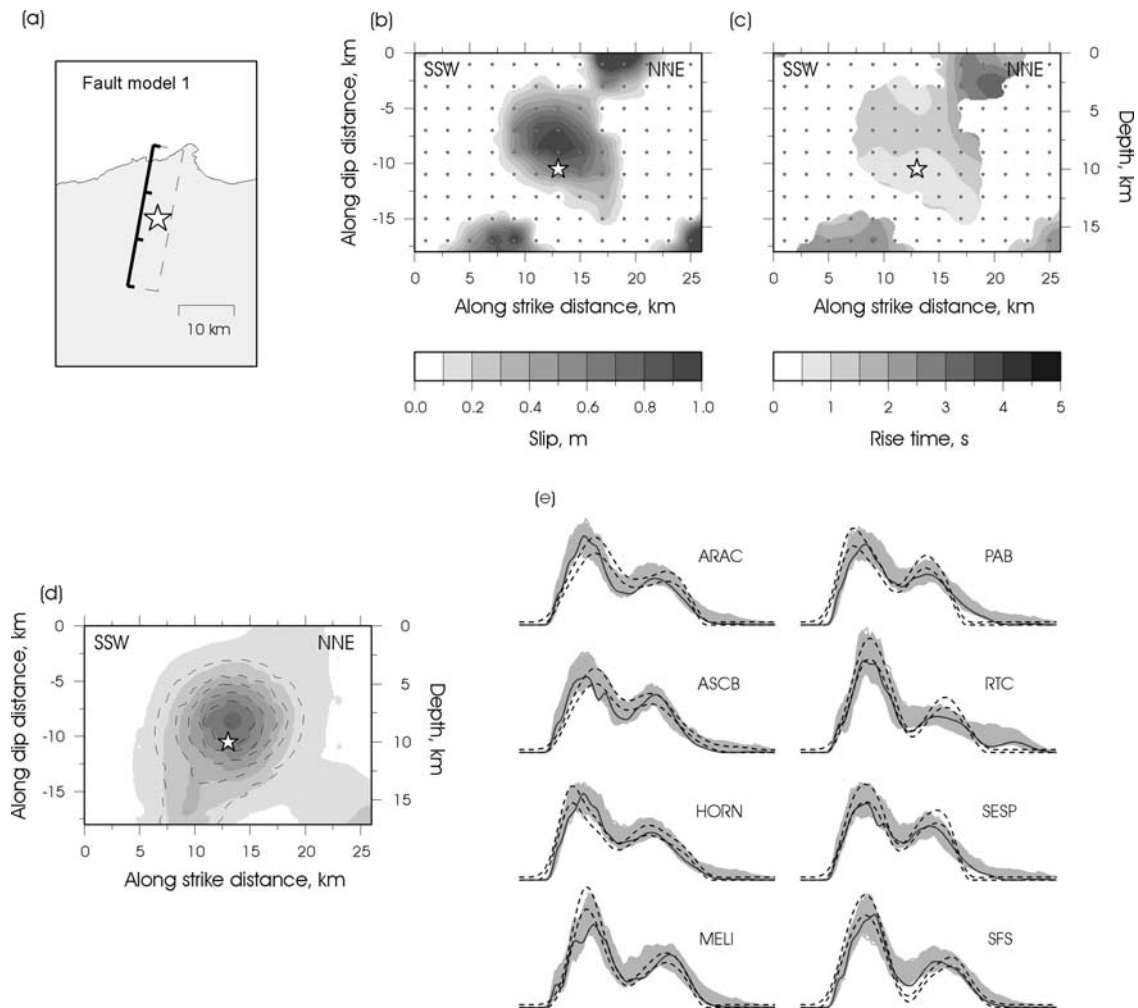 (a)
Fault model 1
10 km
(b)
SSW NNE
Along dip distance, km
0
-5
-10
-15
0 5 10 15 20 25
Along strike distance, km
0.0 0.2 0.4 0.6 0.8 1.0
Slip, m
(c)
SSW NNE
0
5
10
15
Depth, km
0 5 10 15 20 25
Along strike distance, km
0 1 2 3 4 5
Rise time, s
(d)
SSW NNE
Along dip distance, km
0
-5
-10
-15
0
5
10
15
Depth, km
0 5 10 15 20 25
Along strike distance, km
(e)
ARAC PAB
ASCB RTC
HORN SESP
MELI SFS